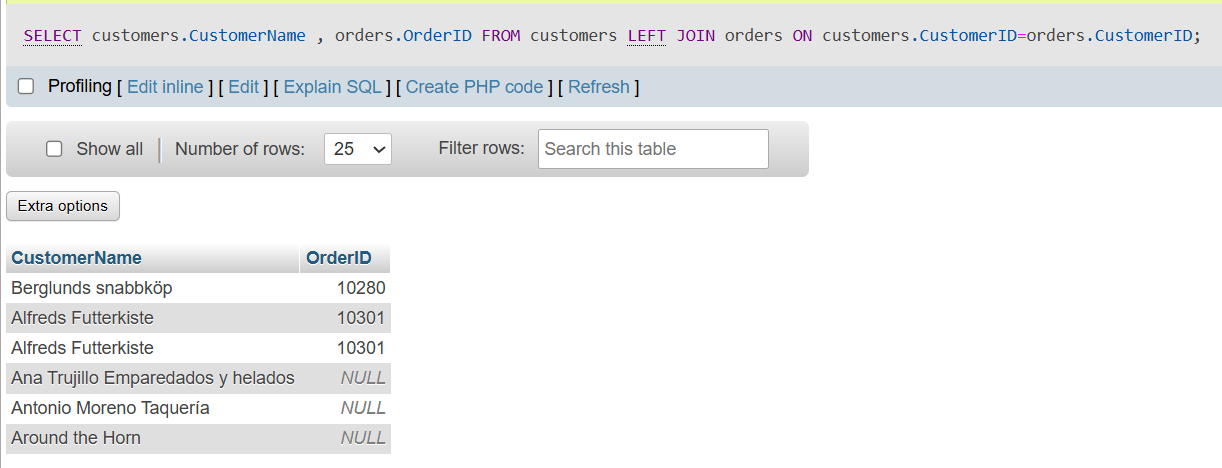 SELECT customers.CustomerName , orders.OrderID FROM customers LEFT JOIN orders ON customers.CustomerID=orders.CustomerID;
Profiling [ Edit inline ] [ Edit ] [ Explain SQL ] [ Create PHP code ] [ Refresh ]
Show all Number of rows: 25 Filter rows: Search this table
Extra options
CustomerName OrderID
Berglunds snabbköp 10280
Alfreds Futterkiste 10301
Alfreds Futterkiste 10301
Ana Trujillo Emparedados y helados NULL
Antonio Moreno Taquería NULL
Around the Horn NULL